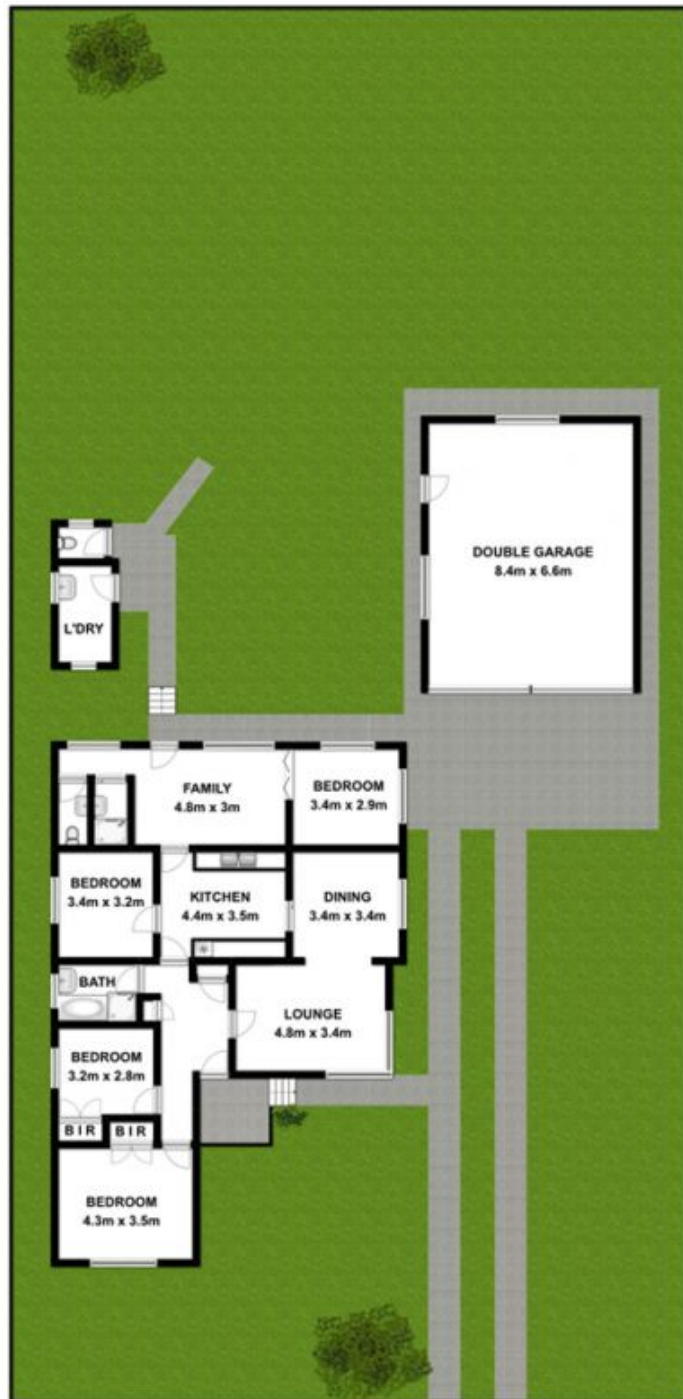 DOUBLE GARAGE
8.4m x 6.6m
L'DRY
FAMILY
4.8m x 3m
BEDROOM
3.4m x 2.9m
BEDROOM
3.4m x 3.2m
KITCHEN
4.4m x 3.5m
DINING
3.4m x 3.4m
BATH
LOUNGE
4.8m x 3.4m
BEDROOM
3.2m x 2.8m
B I R
B I R
BEDROOM
4.3m x 3.5m